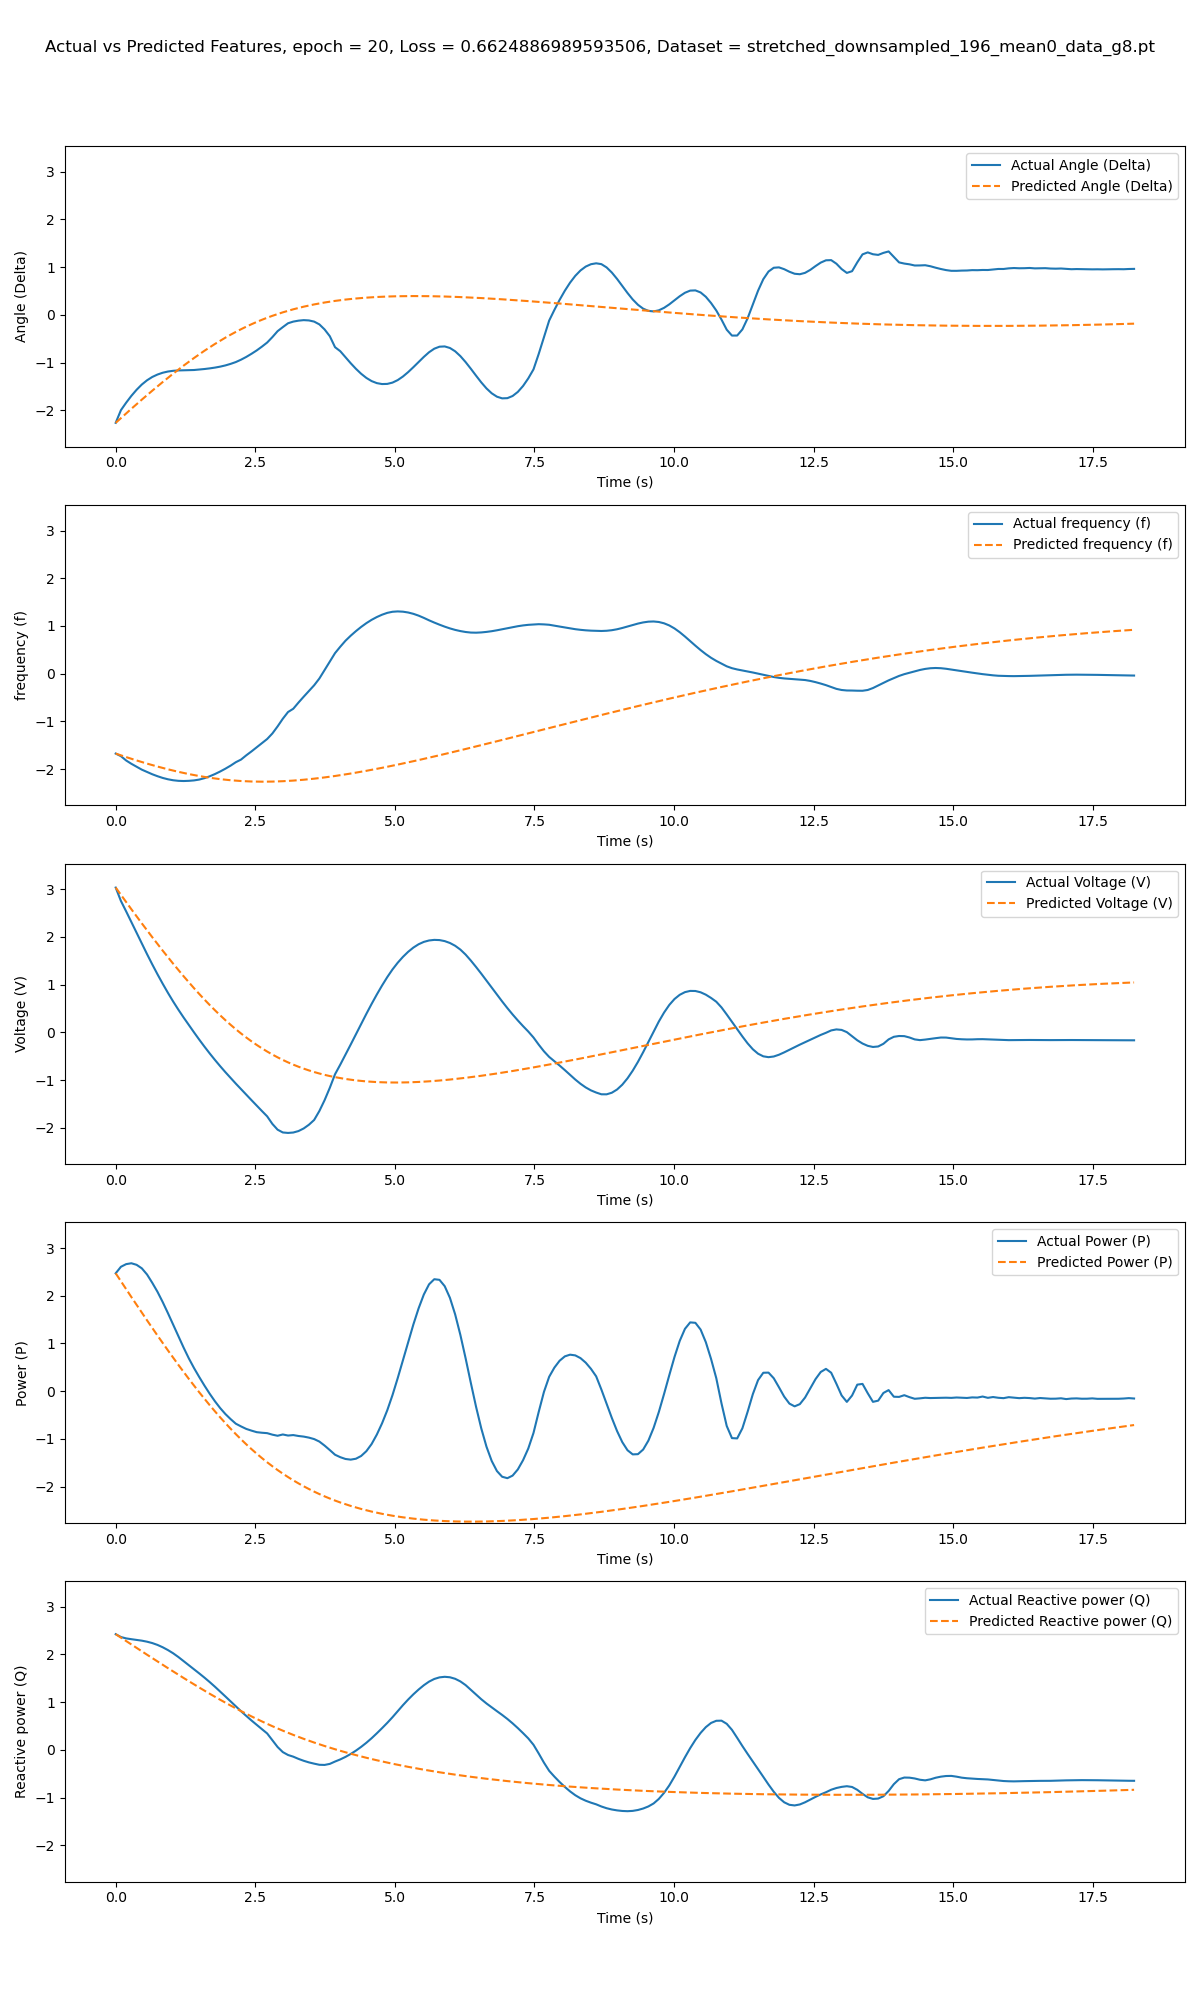 Actual vs Predicted Features, epoch = 20, Loss = 0.6624886989593506, Dataset = stretched_downsampled_196_mean0_data_g8.pt
Actual Angle (Delta)
Predicted Angle (Delta)
Angle (Delta)
3
2
1
0
−1
−2
0.0 2.5 5.0 7.5 10.0 12.5 15.0 17.5
Time (s)
Actual frequency (f)
Predicted frequency (f)
frequency (f)
3
2
1
0
−1
−2
0.0 2.5 5.0 7.5 10.0 12.5 15.0 17.5
Time (s)
Actual Voltage (V)
Predicted Voltage (V)
Voltage (V)
3
2
1
0
−1
−2
0.0 2.5 5.0 7.5 10.0 12.5 15.0 17.5
Time (s)
Actual Power (P)
Predicted Power (P)
Power (P)
3
2
1
0
−1
−2
0.0 2.5 5.0 7.5 10.0 12.5 15.0 17.5
Time (s)
Actual Reactive power (Q)
Predicted Reactive power (Q)
Reactive power (Q)
3
2
1
0
−1
−2
0.0 2.5 5.0 7.5 10.0 12.5 15.0 17.5
Time (s)